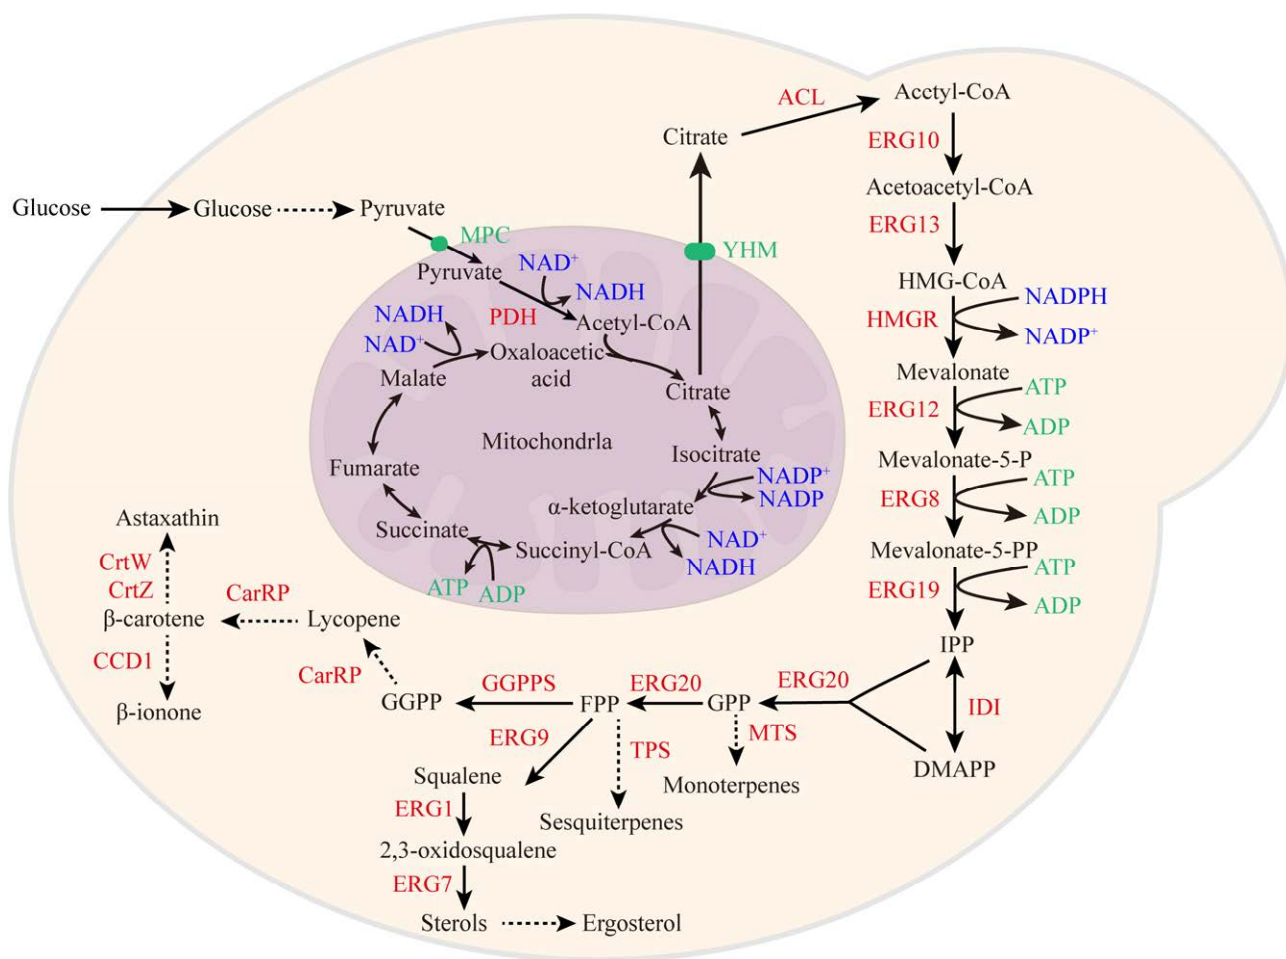 Glucose
Glucose
Pyruvate
MPC
Pyruvate
NAD+
NADH
PDH
Acetyl-CoA
NADH
NAD+
Malate
Oxaloacetic
acid
Citrate
YHM
Citrate
ACL
Acetyl-CoA
ERG10
Acetoacetyl-CoA
ERG13
HMG-CoA
HMGR
NADPH
NADP+
Mevalonate
ERG12
ATP
ADP
Mevalonate-5-P
ERG8
ATP
ADP
Mevalonate-5-PP
ERG19
ATP
ADP
IPP
IDI
DMAPP
Mitochondrla
Isocitrate
NADP+
NADP
α-ketoglutarate
NAD+
NADH
Succinyl-CoA
ATP
ADP
Succinate
Fumarate
ERG20
GPP
MTS
Monoterpenes
ERG20
FPP
TPS
Sesquiterpenes
GGPPS
GGPP
ERG9
Squalene
ERG1
2,3-oxidosqualene
ERG7
Sterols
Ergosterol
CarRP
Lycopene
CarRP
β-carotene
CrtW
CrtZ
Astaxathin
CCD1
β-ionone